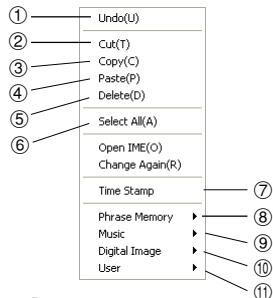 ① Undo(U)
② Cut(T)
③ Copy(C)
④ Paste(P)
⑤ Delete(D)
⑥ Select All(A)
Open IME(O)
Change Again(R)
Time Stamp ⑦
Phrase Memory ⑧
Music ⑨
Digital Image ⑩
User ⑪